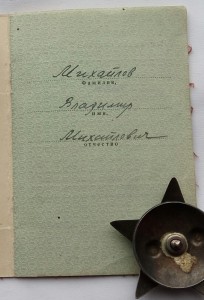 Михайлов
Фамилия,
Владимир
имя,
Михайлович
отчество